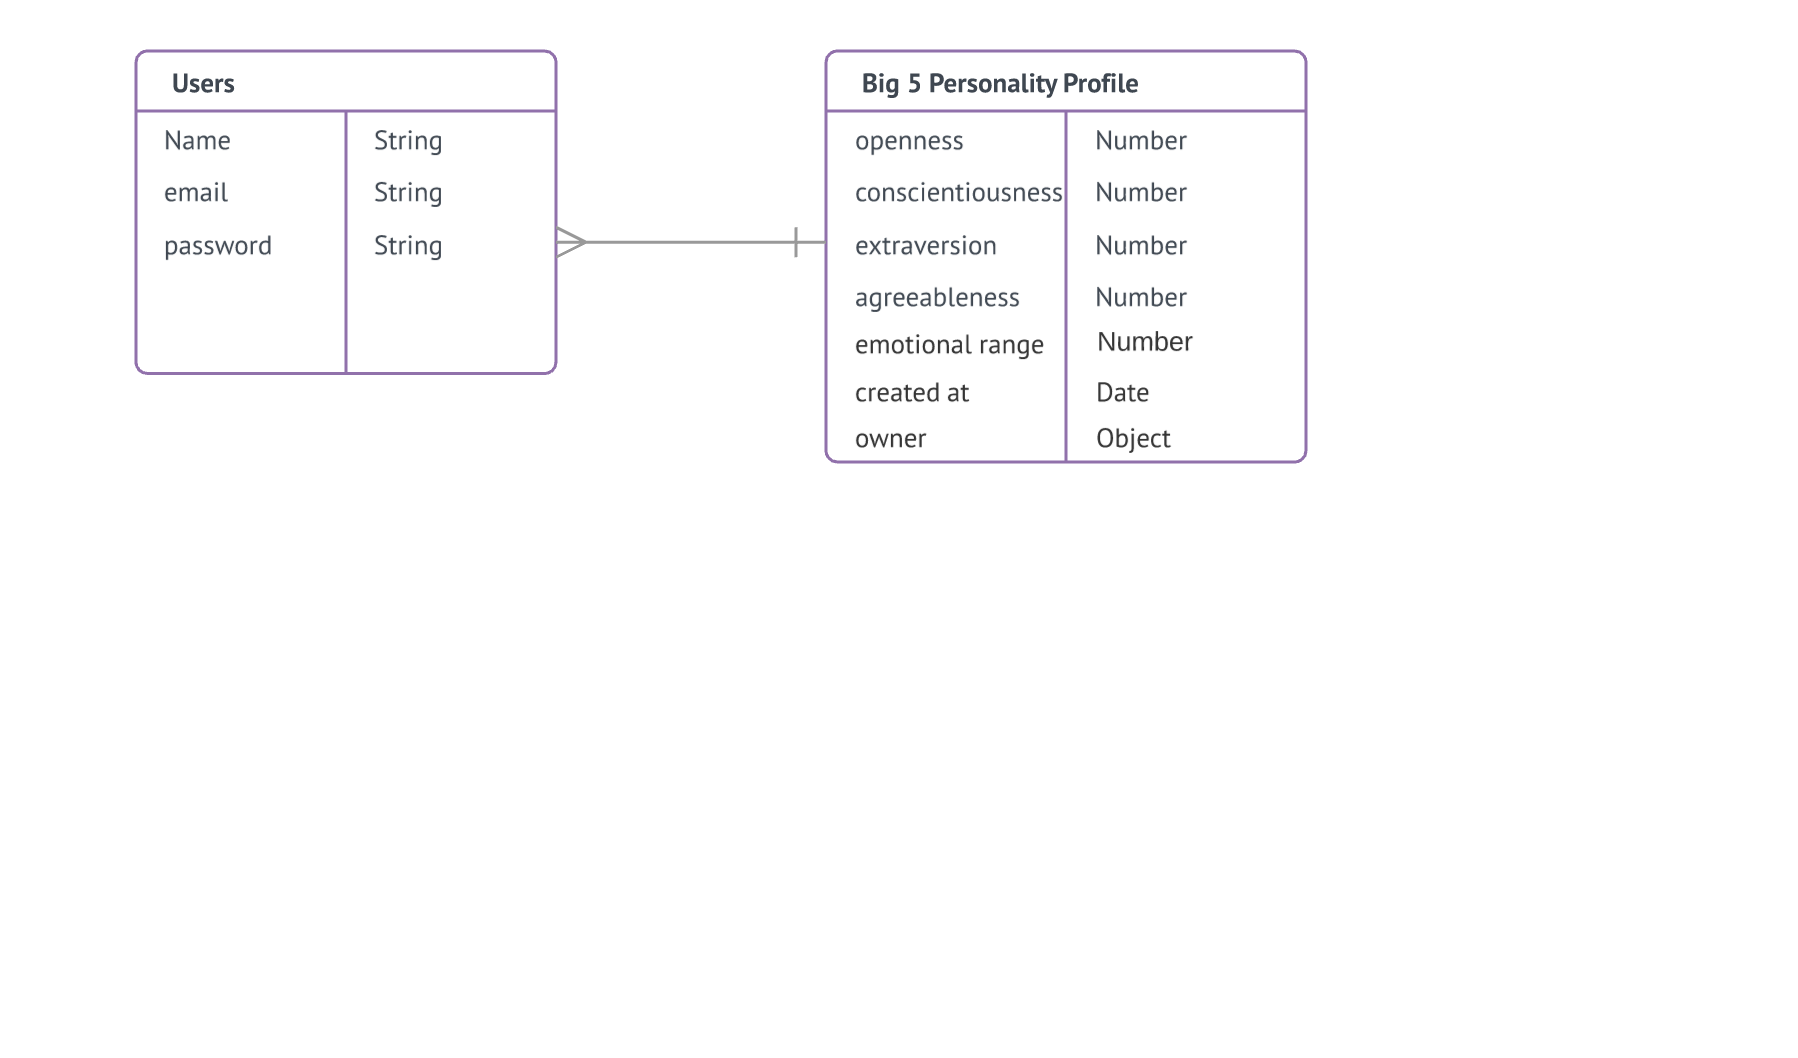 Users
Name String
email String
password String
Big 5 Personality Profile
openness Number
conscientiousness Number
extraversion Number
agreeableness Number
emotional range Number
created at Date
owner Object